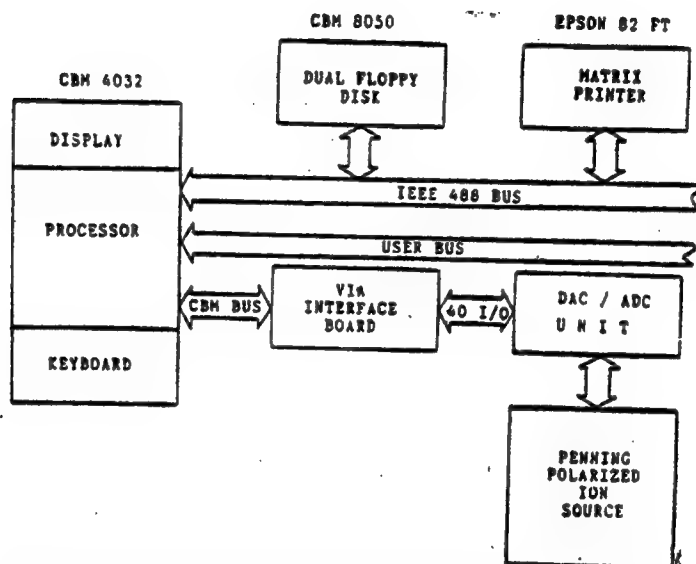 CBM 8050
EPSON 82 FT
CBM 4032
DUAL FLOPPY
DISK
MATRIX
PRINTER
DISPLAY
IEEE 488 BUS
PROCESSOR
USER BUS
CBM BUS
VIA
INTERFACE
BOARD
40 I/O
DAC / ADC
UNIT
KEYBOARD
PENNING
POLARIZED
ION
SOURCE